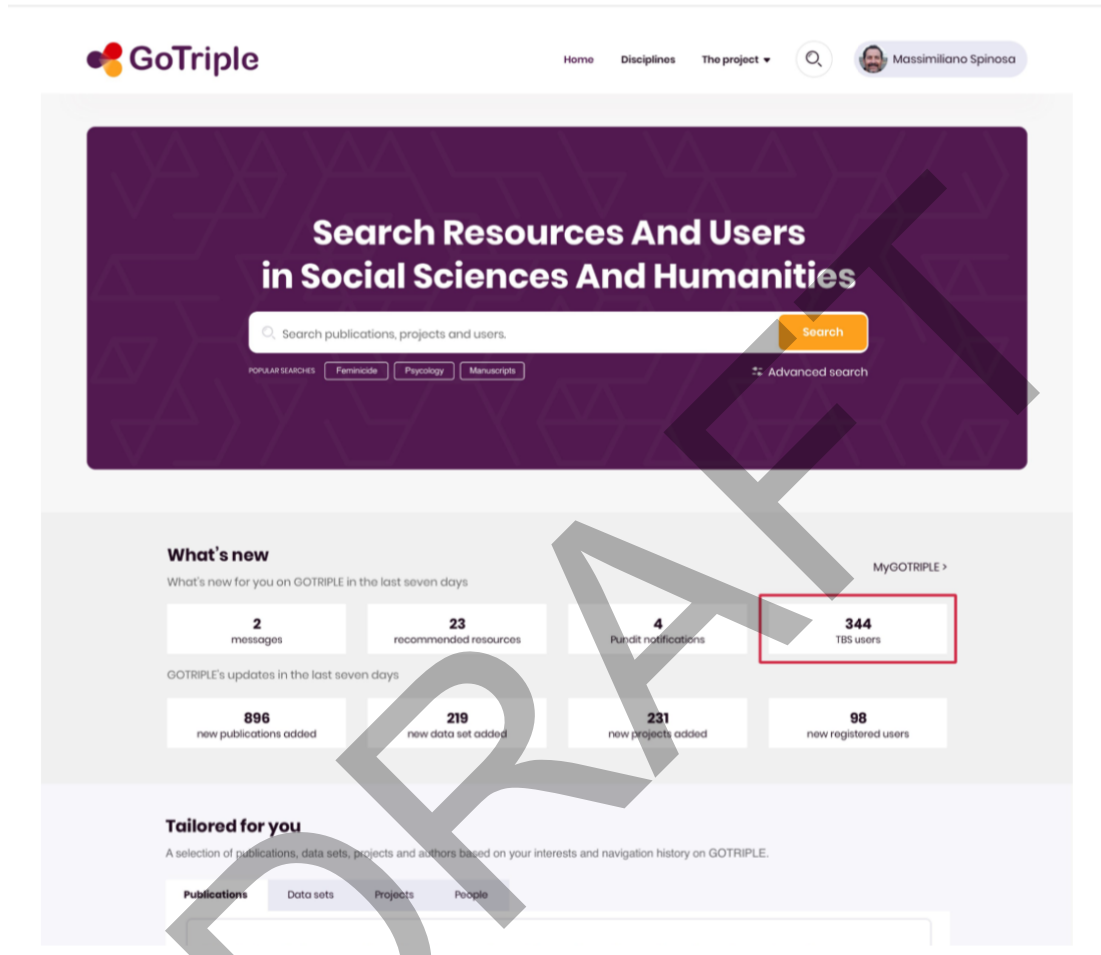 GoTriple
Home Disciplines The project Massimiliano Spinosa
Search Resources And Users
in Social Sciences And Humanities
Search publications, projects and users.
Search
POPULAR SEARCHES Feminicide Psycology Manuscripts
Advanced search
What's new
MyGOTRIPLE >
What's new for you on GOTRIPLE in the last seven days
2
messages
23
recommended resources
4
Pundit notifications
344
TBS users
GOTRIPLE's updates in the last seven days
896
new publications added
219
new data set added
231
new projects added
98
new registered users
Tailored for you
A selection of publications, data sets, projects and authors based on your interests and navigation history on GOTRIPLE.
Publications Data sets Projects People
DRAFT